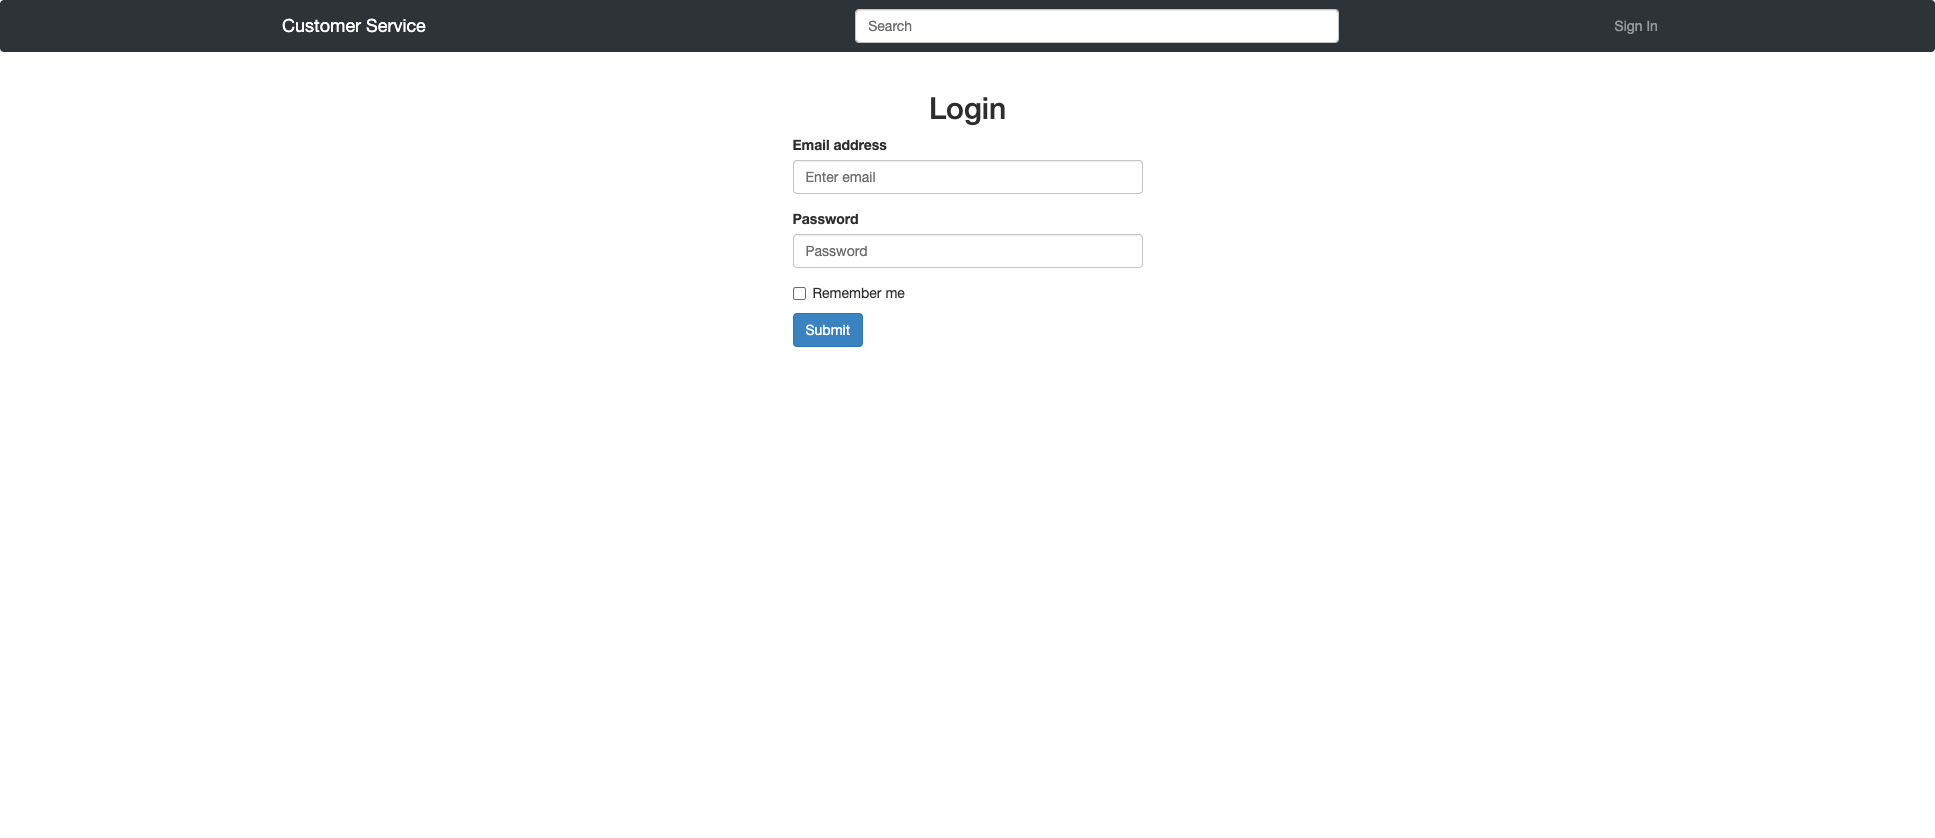 Customer Service
Search
Sign In
Login
Email address
Enter email
Password
Password
Remember me
Submit